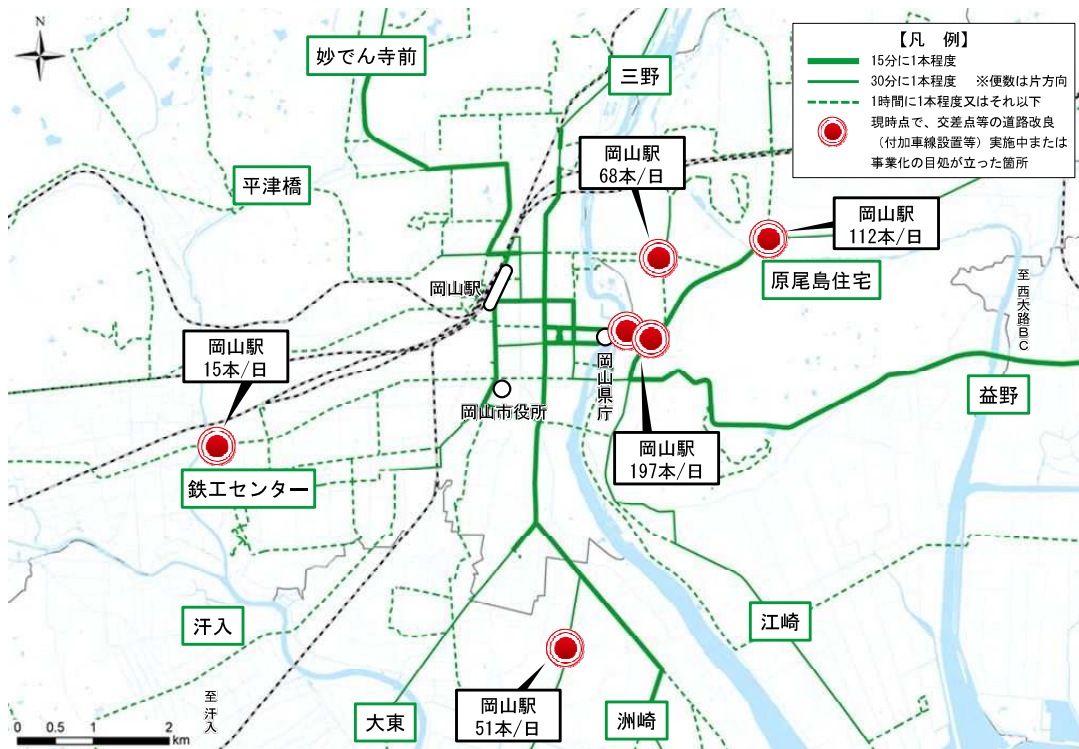 N
妙でん寺前
三野
【凡　例】
15分に1本程度
30分に1本程度　※便数は片方向
1時間に1本程度又はそれ以下
現時点で、交差点等の道路改良
（付加車線設置等）実施中または
事業化の目処が立った箇所
岡山駅
68本/日
平津橋
岡山駅
112本/日
原尾島住宅
岡山駅
至西大路BC
岡山駅
15本/日
岡山県庁
岡山市役所
益野
岡山駅
197本/日
鉄工センター
汗入
江崎
至汗入
大東
岡山駅
51本/日
洲崎
0 0.5 1 2
km